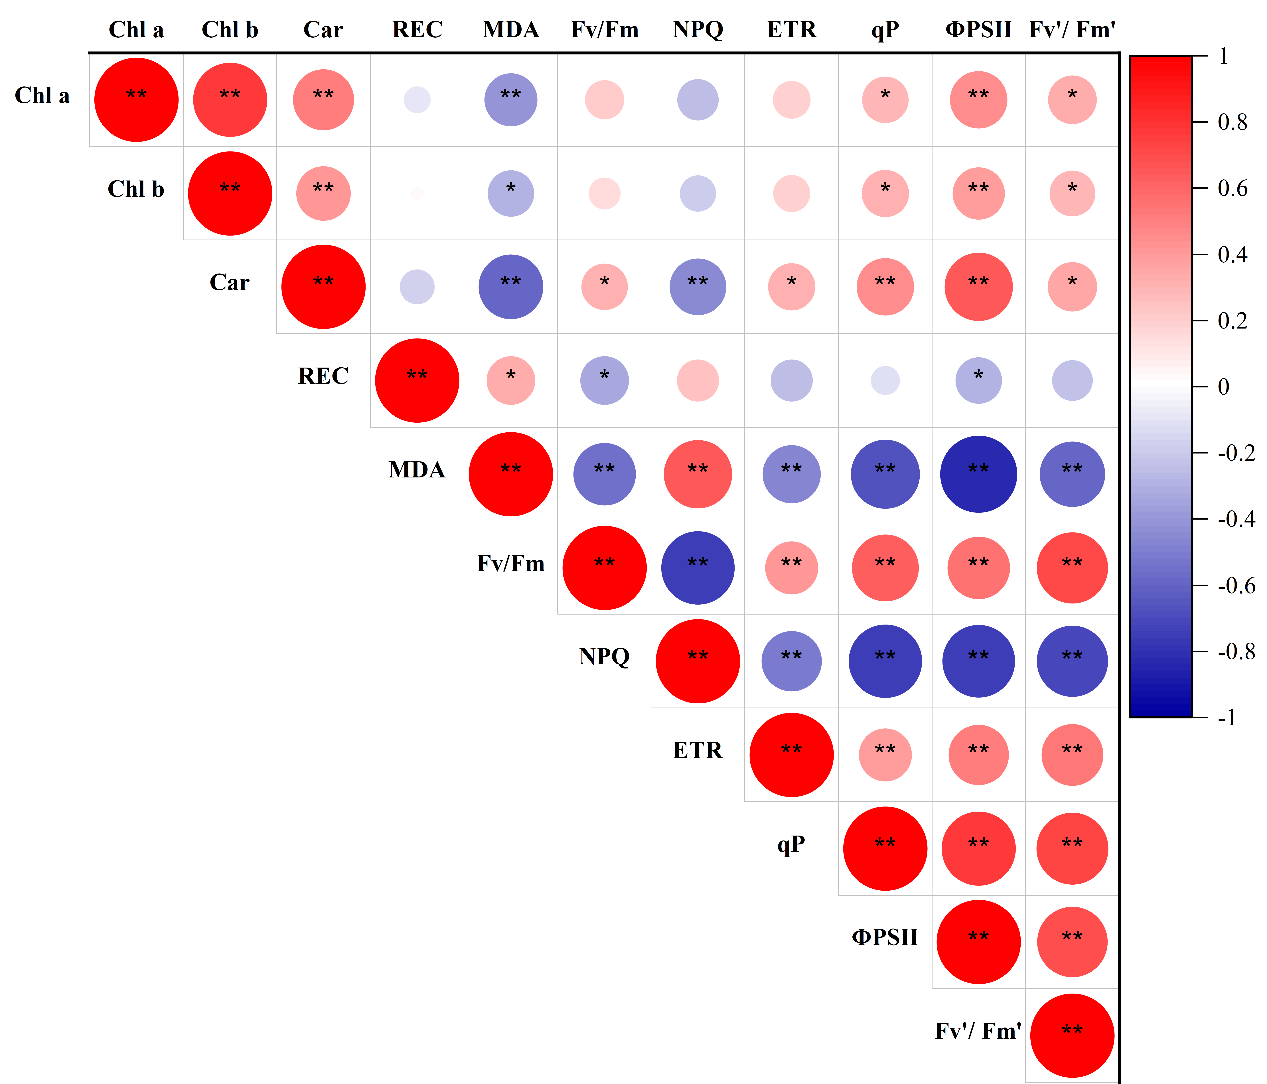 Chl a Chl b Car REC MDA Fv/Fm NPQ ETR qP ΦPSII Fv'/ Fm'
1
Chl a ** ** ** ** * ** *
0.8
Chl b ** ** * * ** *
0.6
Car ** ** * ** * ** ** *
0.4
0.2
REC ** * * *
0
-0.2
MDA ** ** ** ** ** ** **
-0.4
Fv/Fm ** ** ** ** ** **
-0.6
NPQ ** ** ** ** **
-0.8
-1
ETR ** ** ** **
qP ** ** **
ΦPSII ** **
Fv'/ Fm' **